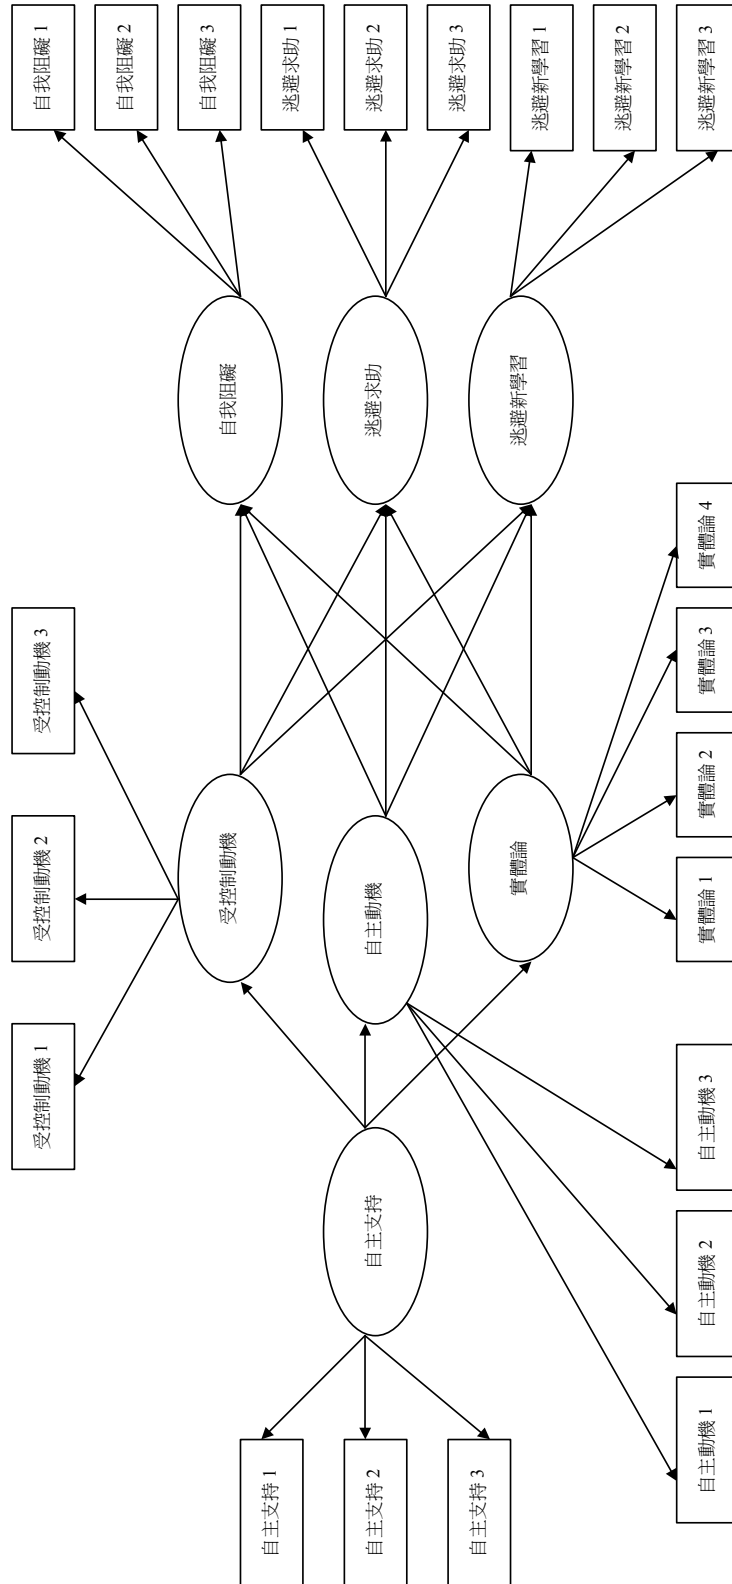 受控制動機 1
受控制動機 2
受控制動機 3
自我阻礙 1
自我阻礙 2
自我阻礙 3
受控制動機
自我阻礙
自主支持 1
逃避求助 1
自主支持 2
自主支持
自主動機
逃避求助
逃避求助 2
自主支持 3
逃避求助 3
實體論
逃避新學習
逃避新學習 1
逃避新學習 2
自主動機 1
自主動機 2
自主動機 3
實體論 1
實體論 2
實體論 3
實體論 4
逃避新學習 3